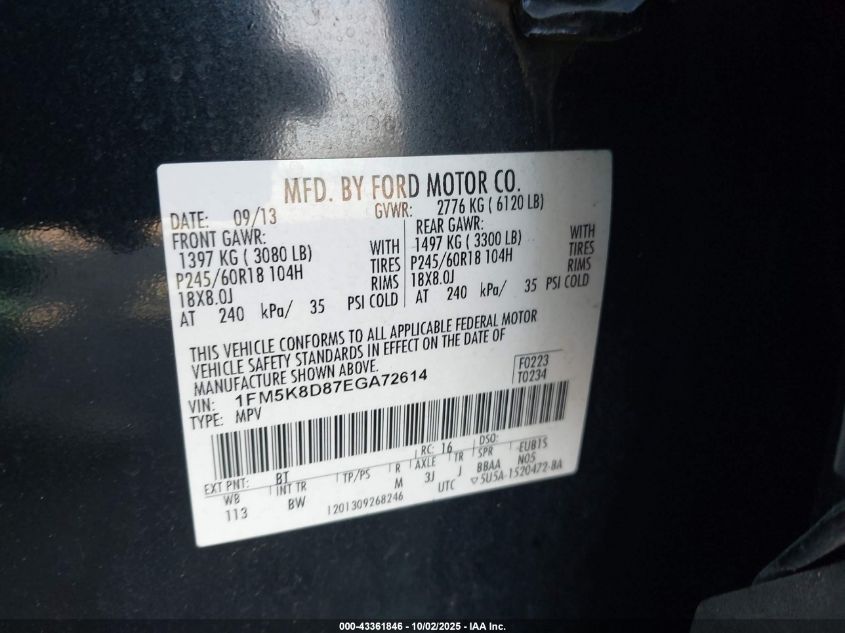 MFD. BY FORD MOTOR CO.
DATE: 09/13 GVWR: 2776 KG ( 6120 LB)
FRONT GAWR: REAR GAWR:
1397 KG ( 3080 LB) WITH 1497 KG ( 3300 LB) WITH
P245/60R18 104H TIRES P245/60R18 104H TIRES
18X8.0J RIMS 18X8.0J RIMS
AT 240 kPa/ 35 PSI COLD AT 240 kPa/ 35 PSI COLD
THIS VEHICLE CONFORMS TO ALL APPLICABLE FEDERAL MOTOR
VEHICLE SAFETY STANDARDS IN EFFECT ON THE DATE OF
MANUFACTURE SHOWN ABOVE.
F0223
T0234
VIN: 1FM5K8D87EGA72614
TYPE: MPV
EXT PNT: BT RC: 16 DSO:
WB INT TR TP/PS R AXLE TR SPR EUB1S
113 BW M 3J J BBAA N05
1201309268246 UTC 5U5A-1520472-BA
000-43361846 - 10/02/2025 - IAA Inc.